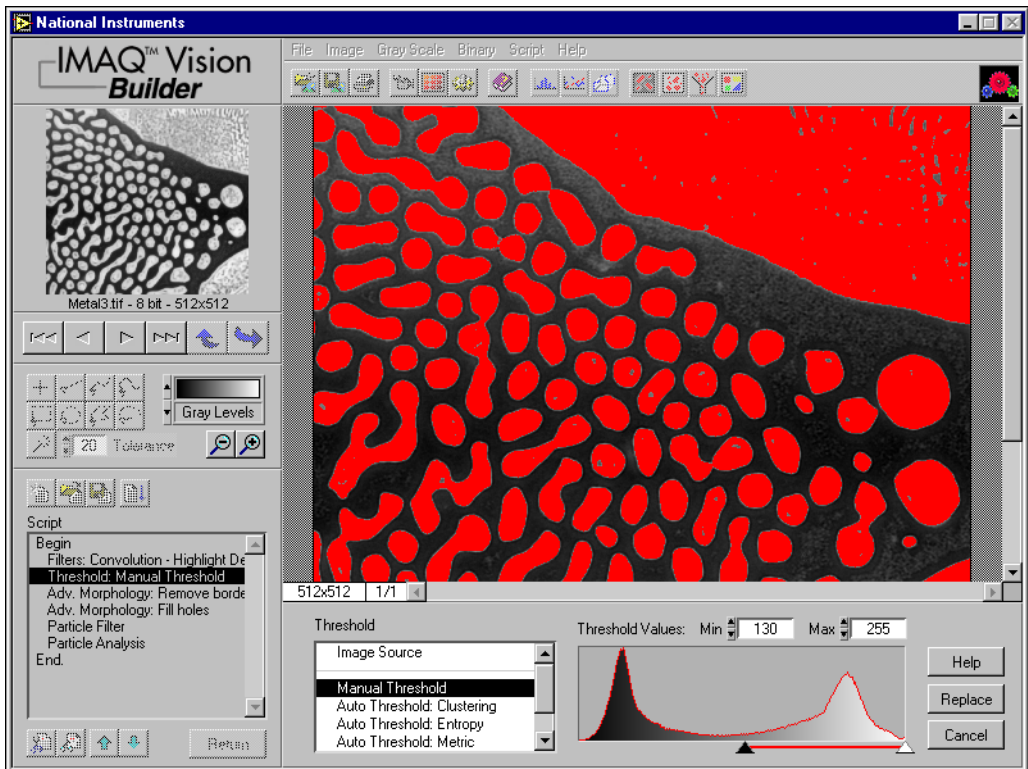 National Instruments
IMAQ™ Vision
Builder
File Image Gray Scale Binary Script Help
Metal3.tif - 8 bit - 512x512
Gray Levels
20 Tolerance
Script
Begin
Filters: Convolution - Highlight De
Threshold: Manual Threshold
Adv. Morphology: Remove borde
Adv. Morphology: Fill holes
Particle Filter
Particle Analysis
End.
Return
512x512 1/1
Threshold
Image Source
Manual Threshold
Auto Threshold: Clustering
Auto Threshold: Entropy
Auto Threshold: Metric
Threshold Values: Min 130 Max 255
Help
Replace
Cancel